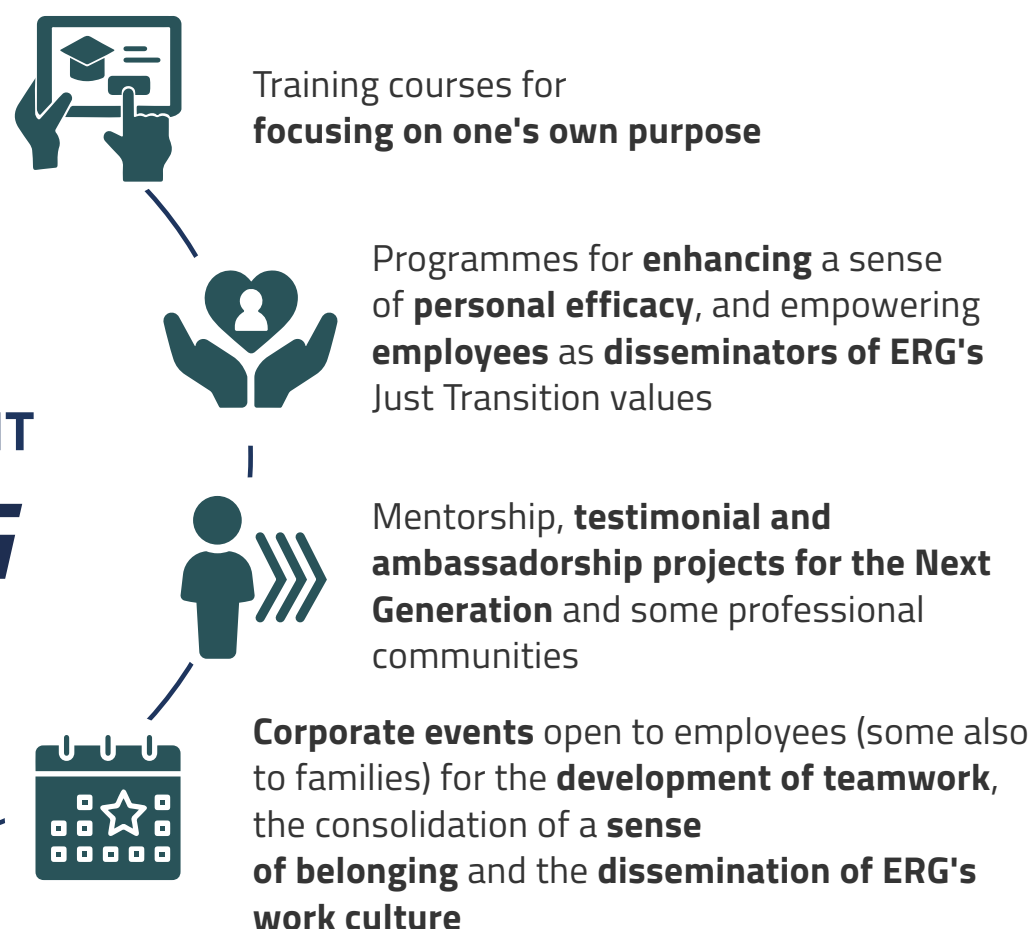 Training courses for
focusing on one's own purpose
Programmes for enhancing a sense
of personal efficacy, and empowering
employees as disseminators of ERG's
Just Transition values
Mentorship, testimonial and
ambassadorship projects for the Next
Generation and some professional
communities
Corporate events open to employees (some also
to families) for the development of teamwork,
the consolidation of a sense
of belonging and the dissemination of ERG's
work culture